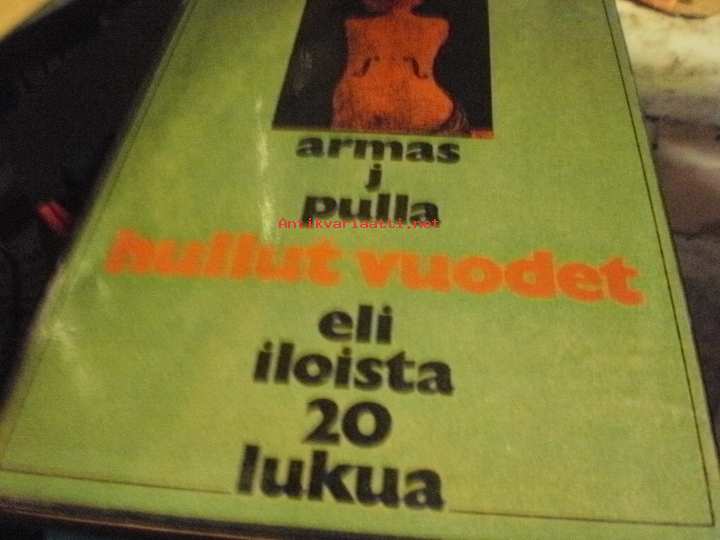 armas
j
pulla
Antikvariaatti.net
hullut vuodet
eli
iloista
20
lukua